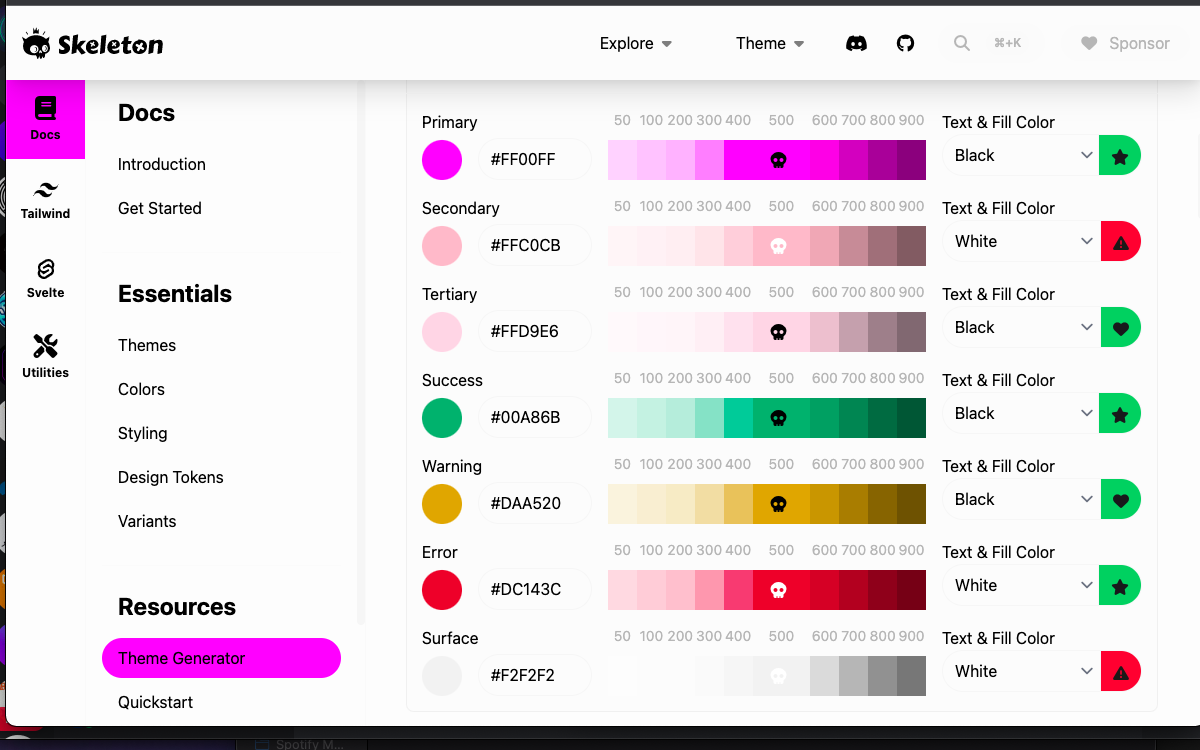 Skeleton
Explore
Theme
⌘+K
Sponsor
Docs
Tailwind
Svelte
Utilities
Docs
Introduction
Get Started
Essentials
Themes
Colors
Styling
Design Tokens
Variants
Resources
Theme Generator
Quickstart
Primary
#FF00FF
50 100 200 300 400 500 600 700 800 900
Text & Fill Color
Black
Secondary
#FFC0CB
50 100 200 300 400 500 600 700 800 900
Text & Fill Color
White
Tertiary
#FFD9E6
50 100 200 300 400 500 600 700 800 900
Text & Fill Color
Black
Success
#00A86B
50 100 200 300 400 500 600 700 800 900
Text & Fill Color
Black
Warning
#DAA520
50 100 200 300 400 500 600 700 800 900
Text & Fill Color
Black
Error
#DC143C
50 100 200 300 400 500 600 700 800 900
Text & Fill Color
White
Surface
#F2F2F2
50 100 200 300 400 500 600 700 800 900
Text & Fill Color
White
Spotify M...